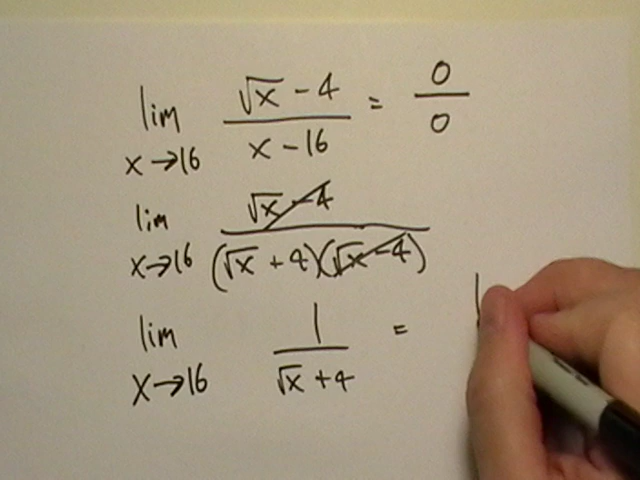 lim x→16 (√x - 4)/(x - 16) = 0/0
lim x→16 (√x - 4)/((√x + 4)(√x - 4))
lim x→16 1/(√x + 4) = 1